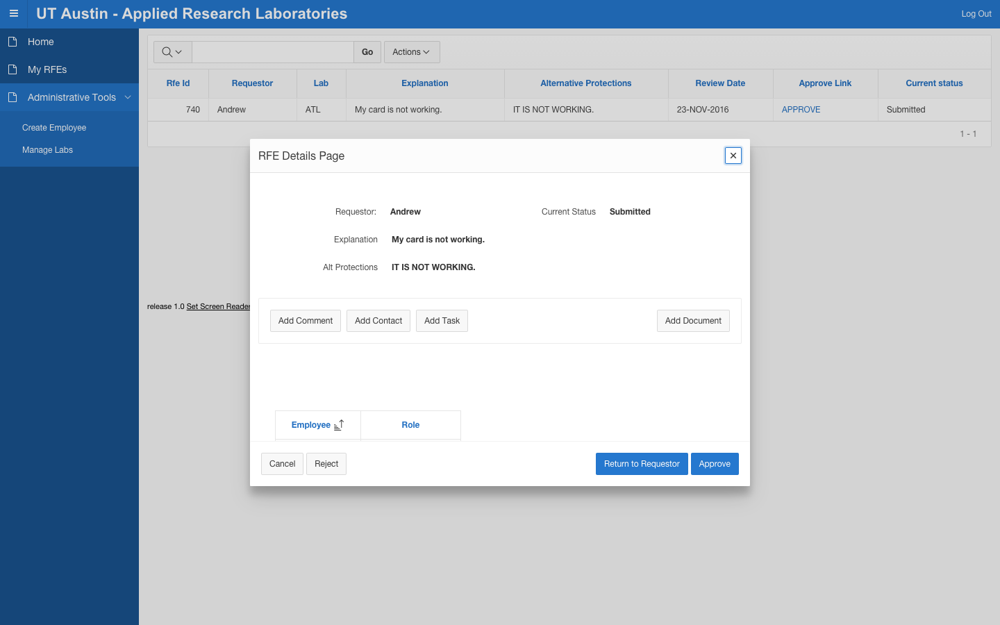 UT Austin - Applied Research Laboratories
Log Out
Home
My RFEs
Administrative Tools
Create Employee
Manage Labs
Go
Actions
Rfe Id Requestor Lab Explanation Alternative Protections Review Date Approve Link Current status
740 Andrew ATL My card is not working. IT IS NOT WORKING. 23-NOV-2016 APPROVE Submitted
1 - 1
RFE Details Page
Requestor: Andrew Current Status Submitted
Explanation My card is not working.
Alt Protections IT IS NOT WORKING.
release 1.0 Set Screen Reader
Add Comment Add Contact Add Task Add Document
Employee Role
Cancel Reject Return to Requestor Approve